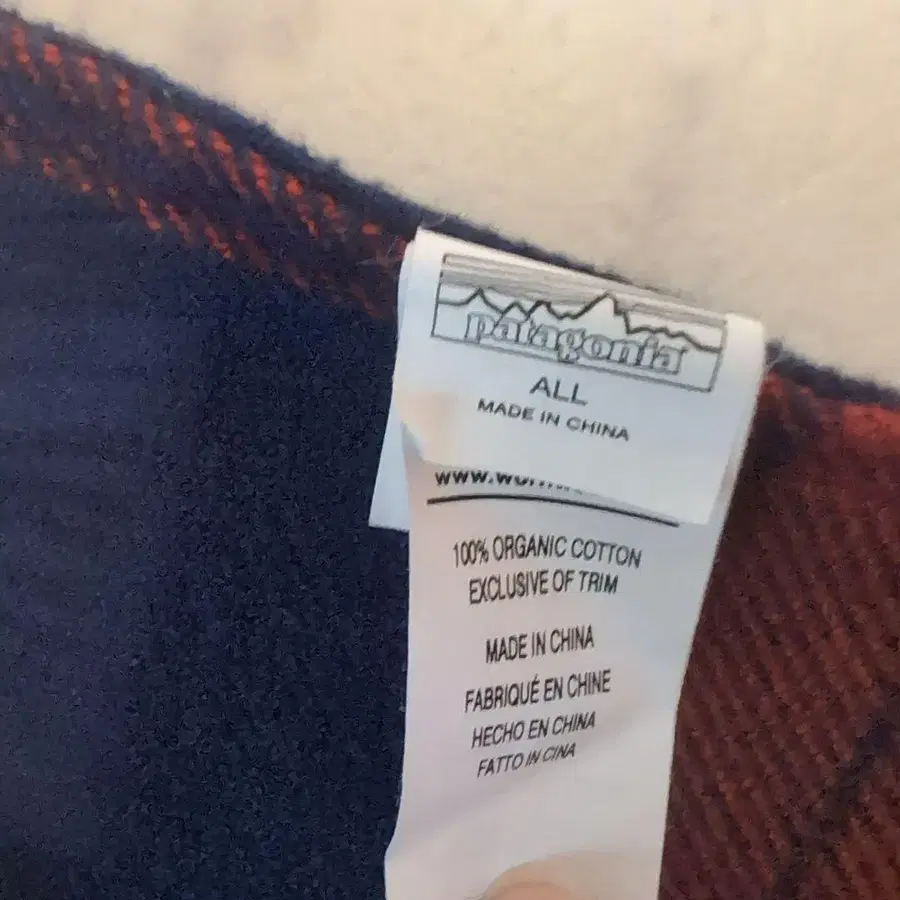 patagonia
ALL
MADE IN CHINA
100% ORGANIC COTTON
EXCLUSIVE OF TRIM
MADE IN CHINA
FABRIQUÉ EN CHINE
HECHO EN CHINA
FATTO IN CINA